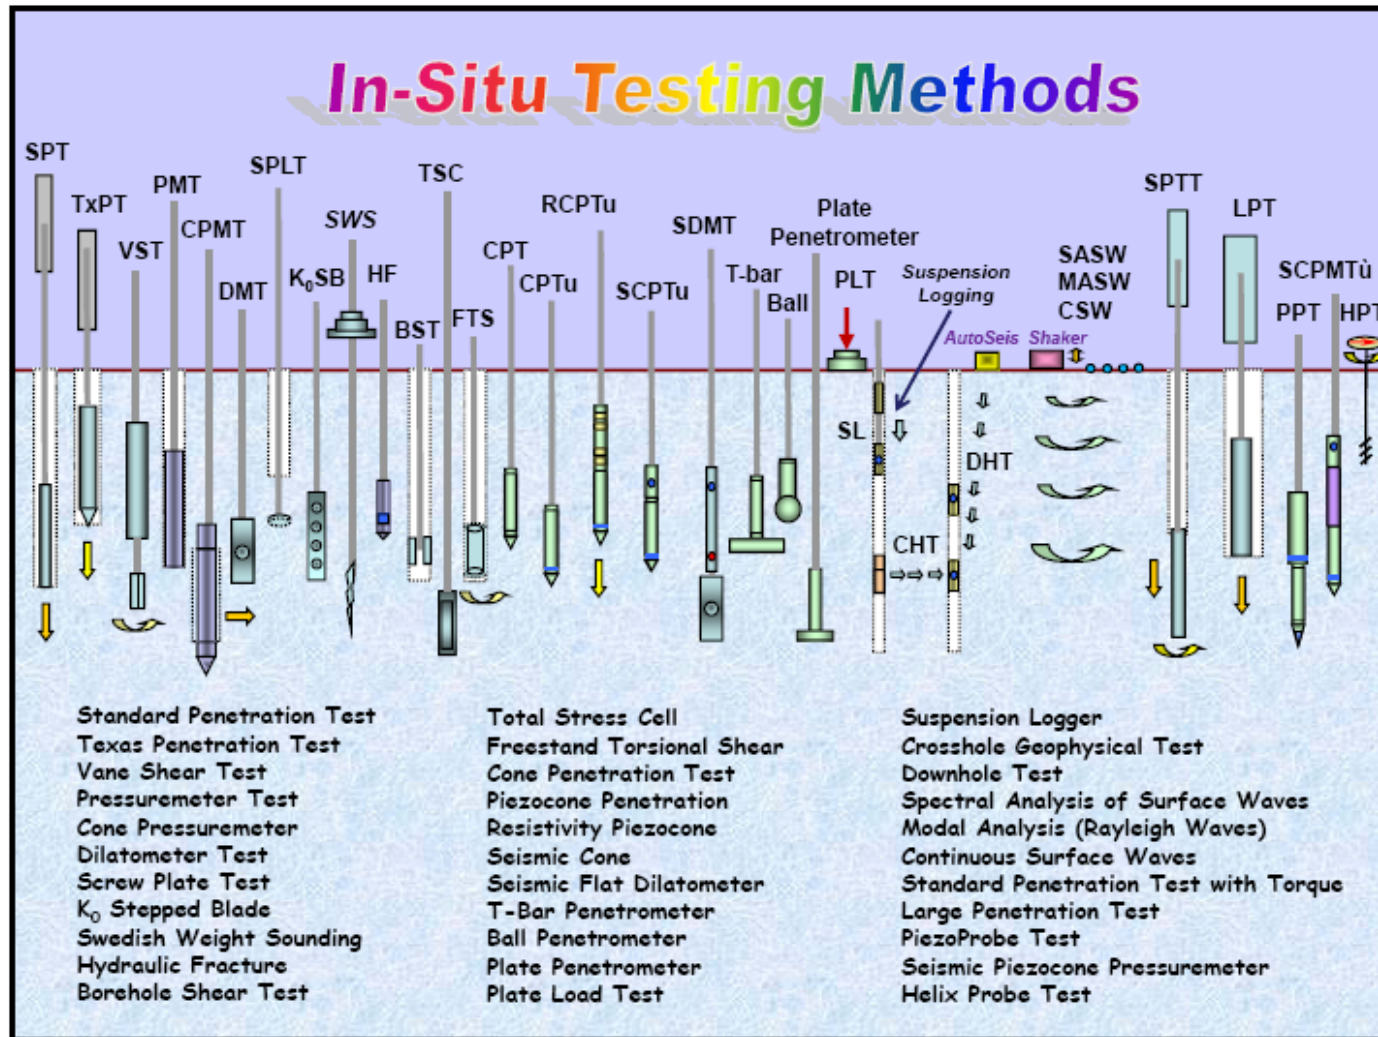 In-Situ Testing Methods
SPT
TxPT
VST
PMT
CPMT
DMT
SPLT
K₀SB
SWS
HF
BST
TSC
FTS
CPT
CPTu
RCPTu
SCPTu
SDMT
T-bar
Ball
Plate
Penetrometer
PLT
Suspension
Logging
SL
CHT
DHT
AutoSeis
Shaker
SASW
MASW
CSW
SPTT
LPT
PPT
SCPMTù
HPT
Standard Penetration Test
Texas Penetration Test
Vane Shear Test
Pressuremeter Test
Cone Pressuremeter
Dilatometer Test
Screw Plate Test
K₀ Stepped Blade
Swedish Weight Sounding
Hydraulic Fracture
Borehole Shear Test
Total Stress Cell
Freestand Torsional Shear
Cone Penetration Test
Piezocone Penetration
Resistivity Piezocone
Seismic Cone
Seismic Flat Dilatometer
T-Bar Penetrometer
Ball Penetrometer
Plate Penetrometer
Plate Load Test
Suspension Logger
Crosshole Geophysical Test
Downhole Test
Spectral Analysis of Surface Waves
Modal Analysis (Rayleigh Waves)
Continuous Surface Waves
Standard Penetration Test with Torque
Large Penetration Test
PiezoProbe Test
Seismic Piezocone Pressuremeter
Helix Probe Test